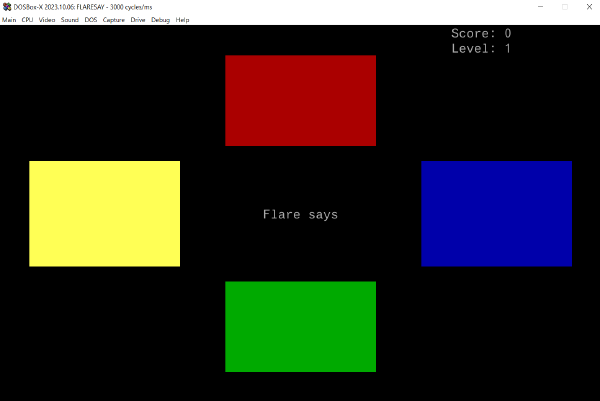 DOSBox-X 2023.10.06: FLARESAY - 3000 cycles/ms
Main CPU Video Sound DOS Capture Drive Debug Help
Score: 0
Level: 1
Flare says